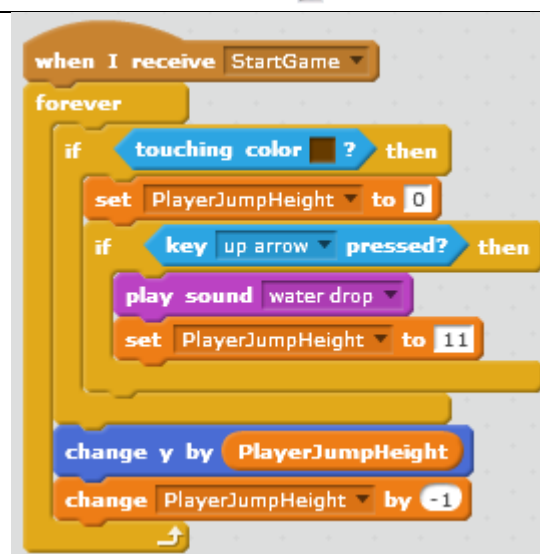 when I receive StartGame
forever
if touching color ? then
set PlayerJumpHeight to 0
if key up arrow pressed? then
play sound water drop
set PlayerJumpHeight to 11
change y by PlayerJumpHeight
change PlayerJumpHeight by -1